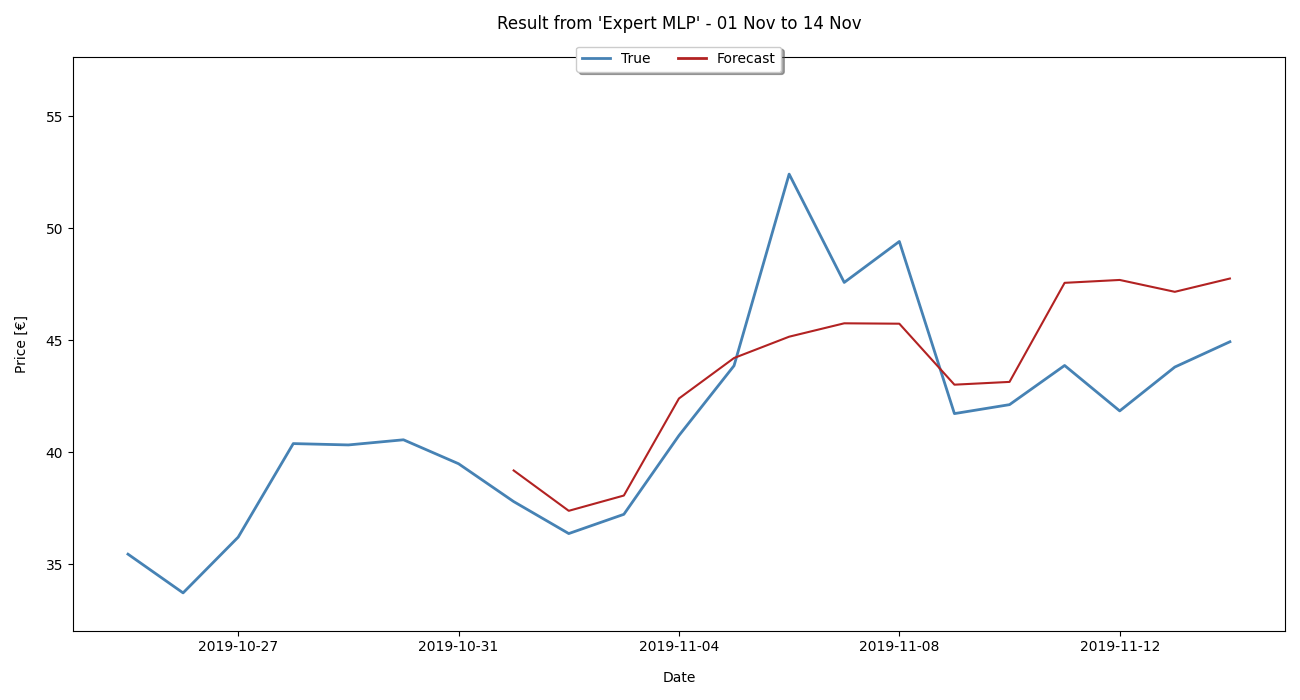 Result from 'Expert MLP' - 01 Nov to 14 Nov
True Forecast
55
50
45
40
35
Price [€]
2019-10-27 2019-10-31 2019-11-04 2019-11-08 2019-11-12
Date